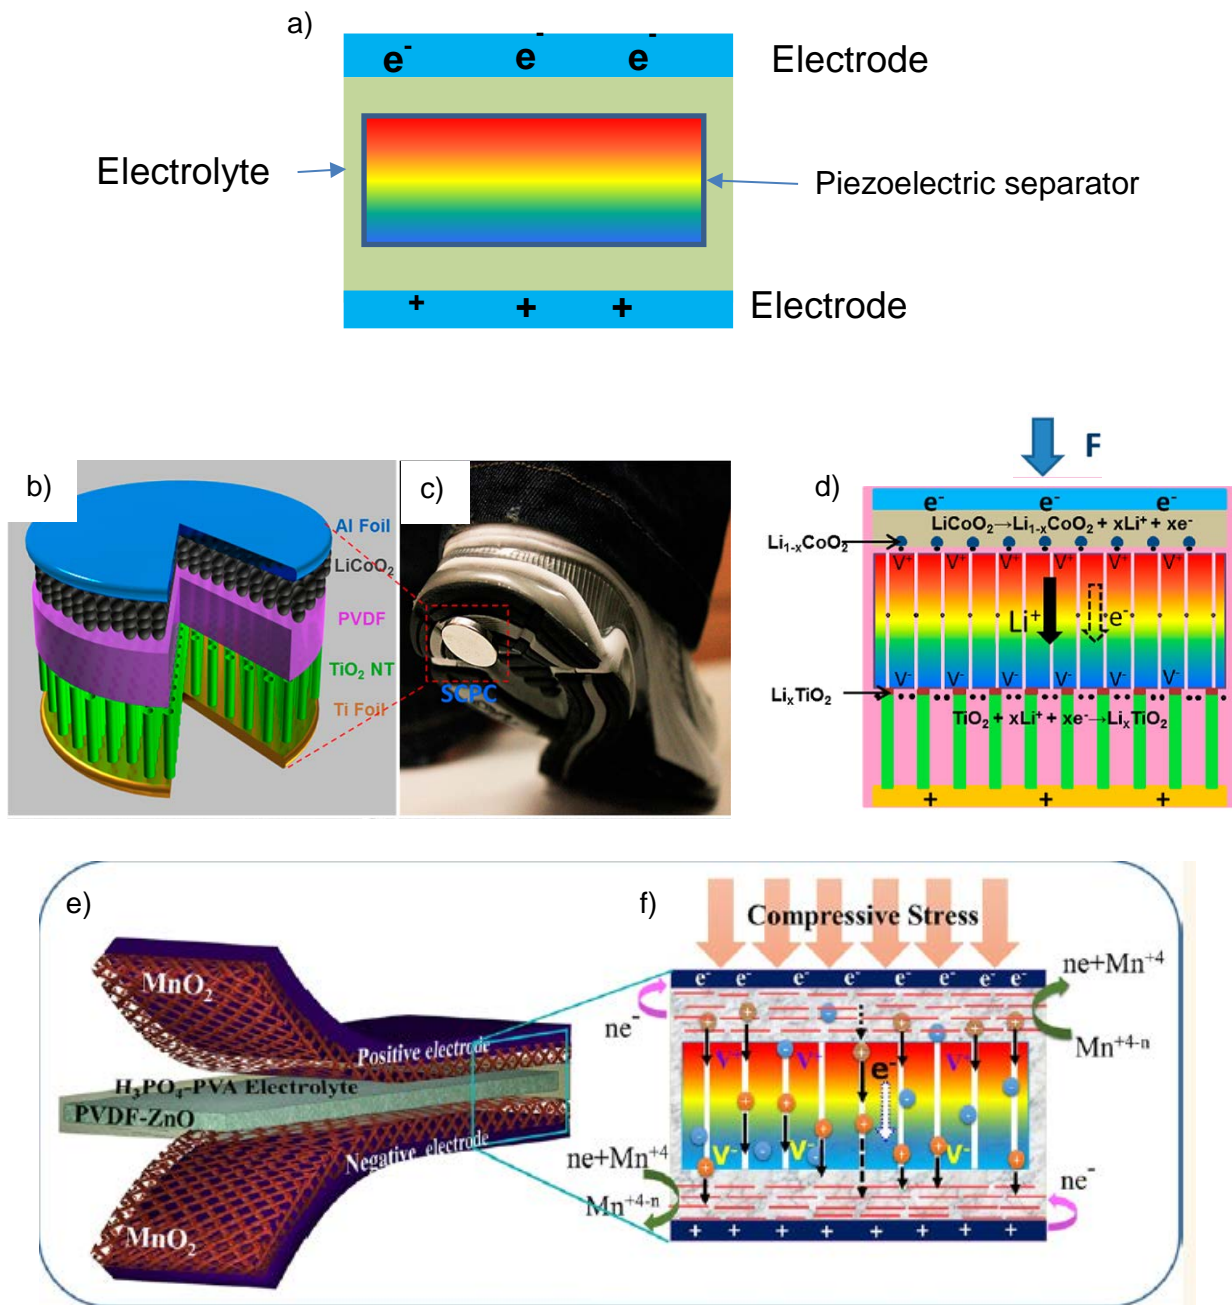 a)
e⁻ e⁻ e⁻
Electrode
Electrolyte
Piezoelectric separator
+ + +
Electrode
b)
Al Foil
LiCoO₂
PVDF
TiO₂ NT
Ti Foil
c)
SCPC
d)
F
e⁻ e⁻ e⁻
LiCoO₂→Li₁₋ₓCoO₂ + xLi⁺ + xe⁻
Li₁₋ₓCoO₂
V⁺ V⁺ V⁺ V⁺ V⁺
Li⁺ e⁻
V⁻ V⁻ V⁻ V⁻ V⁻
LiₓTiO₂
TiO₂ + xLi⁺ + xe⁻→LiₓTiO₂
+ + +
e)
MnO₂
Positive electrode
H₃PO₄-PVA Electrolyte
PVDF-ZnO
Negative electrode
MnO₂
f)
Compressive Stress
e⁻ e⁻ e⁻ e⁻ e⁻ e⁻ e⁻
ne+Mn⁺⁴
ne⁻
Mn⁺⁴⁻ⁿ
V⁺ V⁺ V⁺
e⁻
V⁻ V⁻ V⁻
ne+Mn⁺⁴
Mn⁺⁴⁻ⁿ
ne⁻
+ + + + + + +